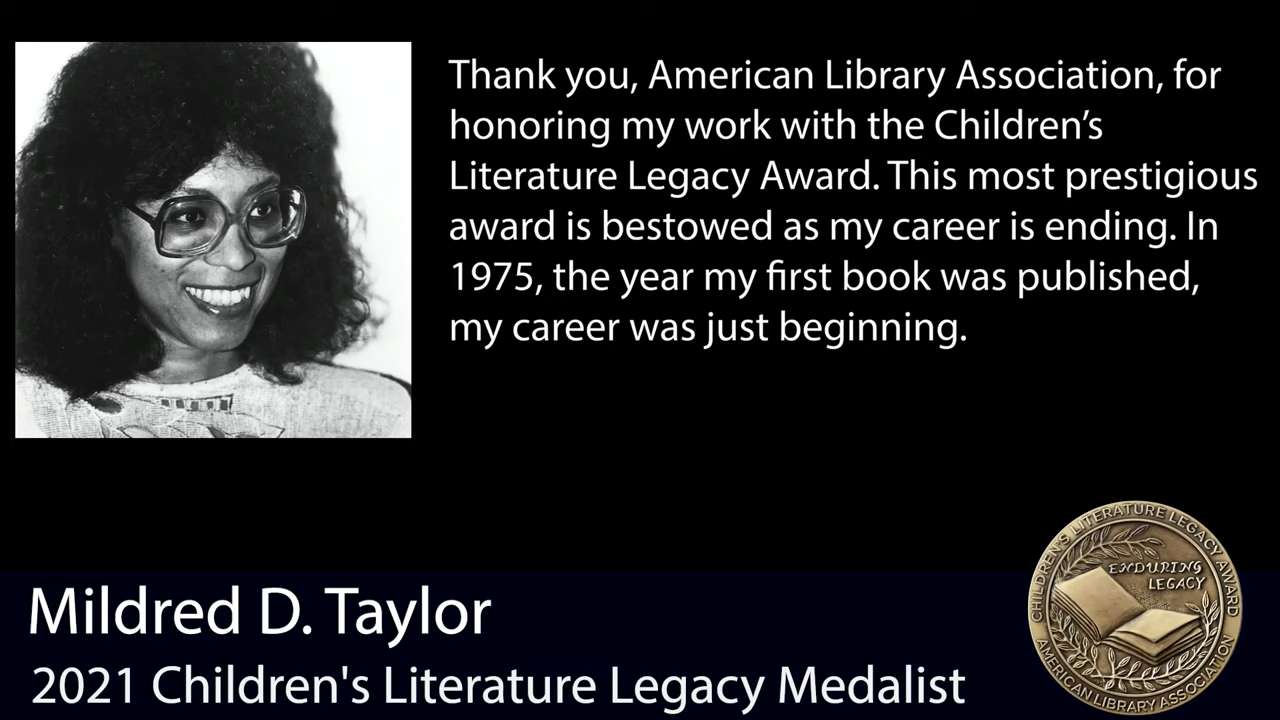 Thank you, American Library Association, for
honoring my work with the Children’s
Literature Legacy Award. This most prestigious
award is bestowed as my career is ending. In
1975, the year my first book was published,
my career was just beginning.
CHILDREN'S LITERATURE LEGACY AWARD
ENDURING
LEGACY
AMERICAN LIBRARY ASSOCIATION
Mildred D. Taylor
2021 Children's Literature Legacy Medalist